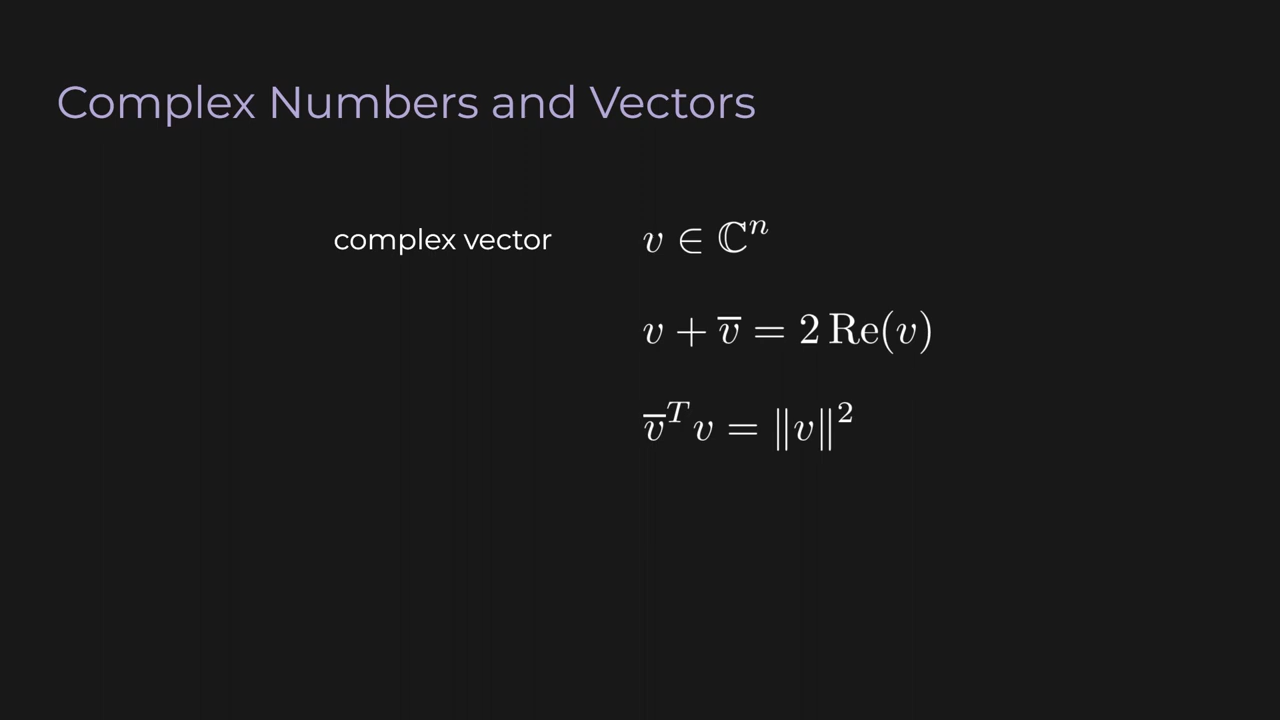 Complex Numbers and Vectors
complex vector v ∈ ℂⁿ
v + v̅ = 2 Re(v)
v̅ᵀv = ‖v‖²